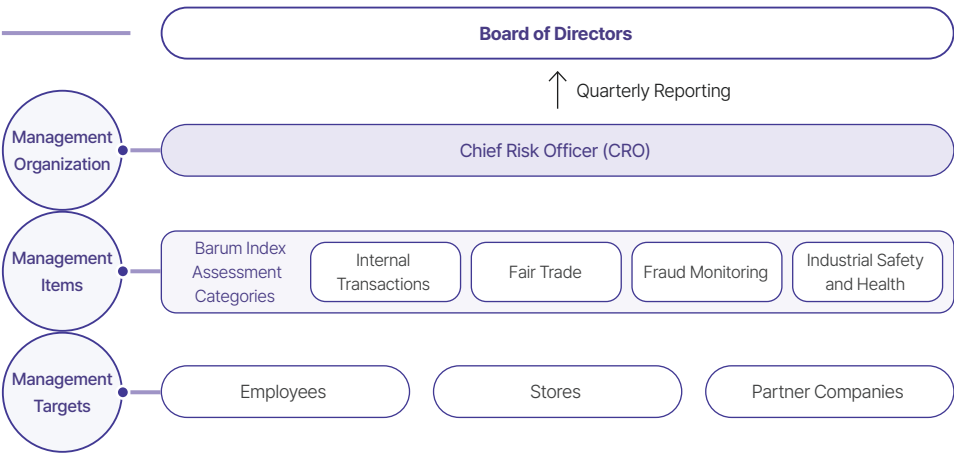 Board of Directors
Quarterly Reporting
Management
Organization
Chief Risk Officer (CRO)
Management
Items
Barum Index
Assessment
Categories
Internal
Transactions
Fair Trade
Fraud Monitoring
Industrial Safety
and Health
Management
Targets
Employees
Stores
Partner Companies